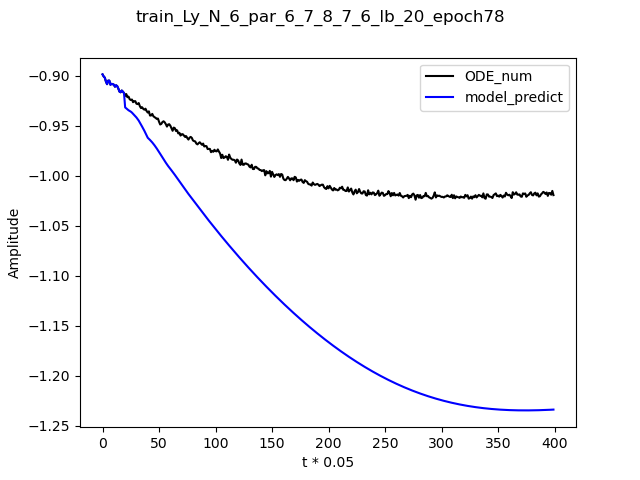 train_Ly_N_6_par_6_7_8_7_6_lb_20_epoch78
ODE_num
model_predict
Amplitude
−0.90
−0.95
−1.00
−1.05
−1.10
−1.15
−1.20
−1.25
0 50 100 150 200 250 300 350 400
t * 0.05